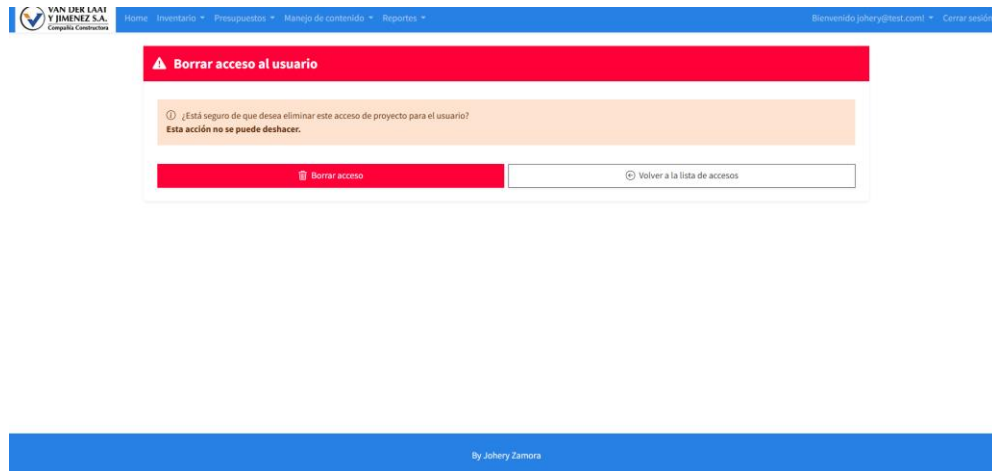 VAN DER LAAT
Y JIMENEZ S.A.
Compañía Constructora
Home Inventario Presupuestos Manejo de contenido Reportes Bienvenido johery@test.com! Cerrar sesión
Borrar acceso al usuario
¿Está seguro de que desea eliminar este acceso de proyecto para el usuario?
Esta acción no se puede deshacer.
Borrar acceso Volver a la lista de accesos
By Johery Zamora